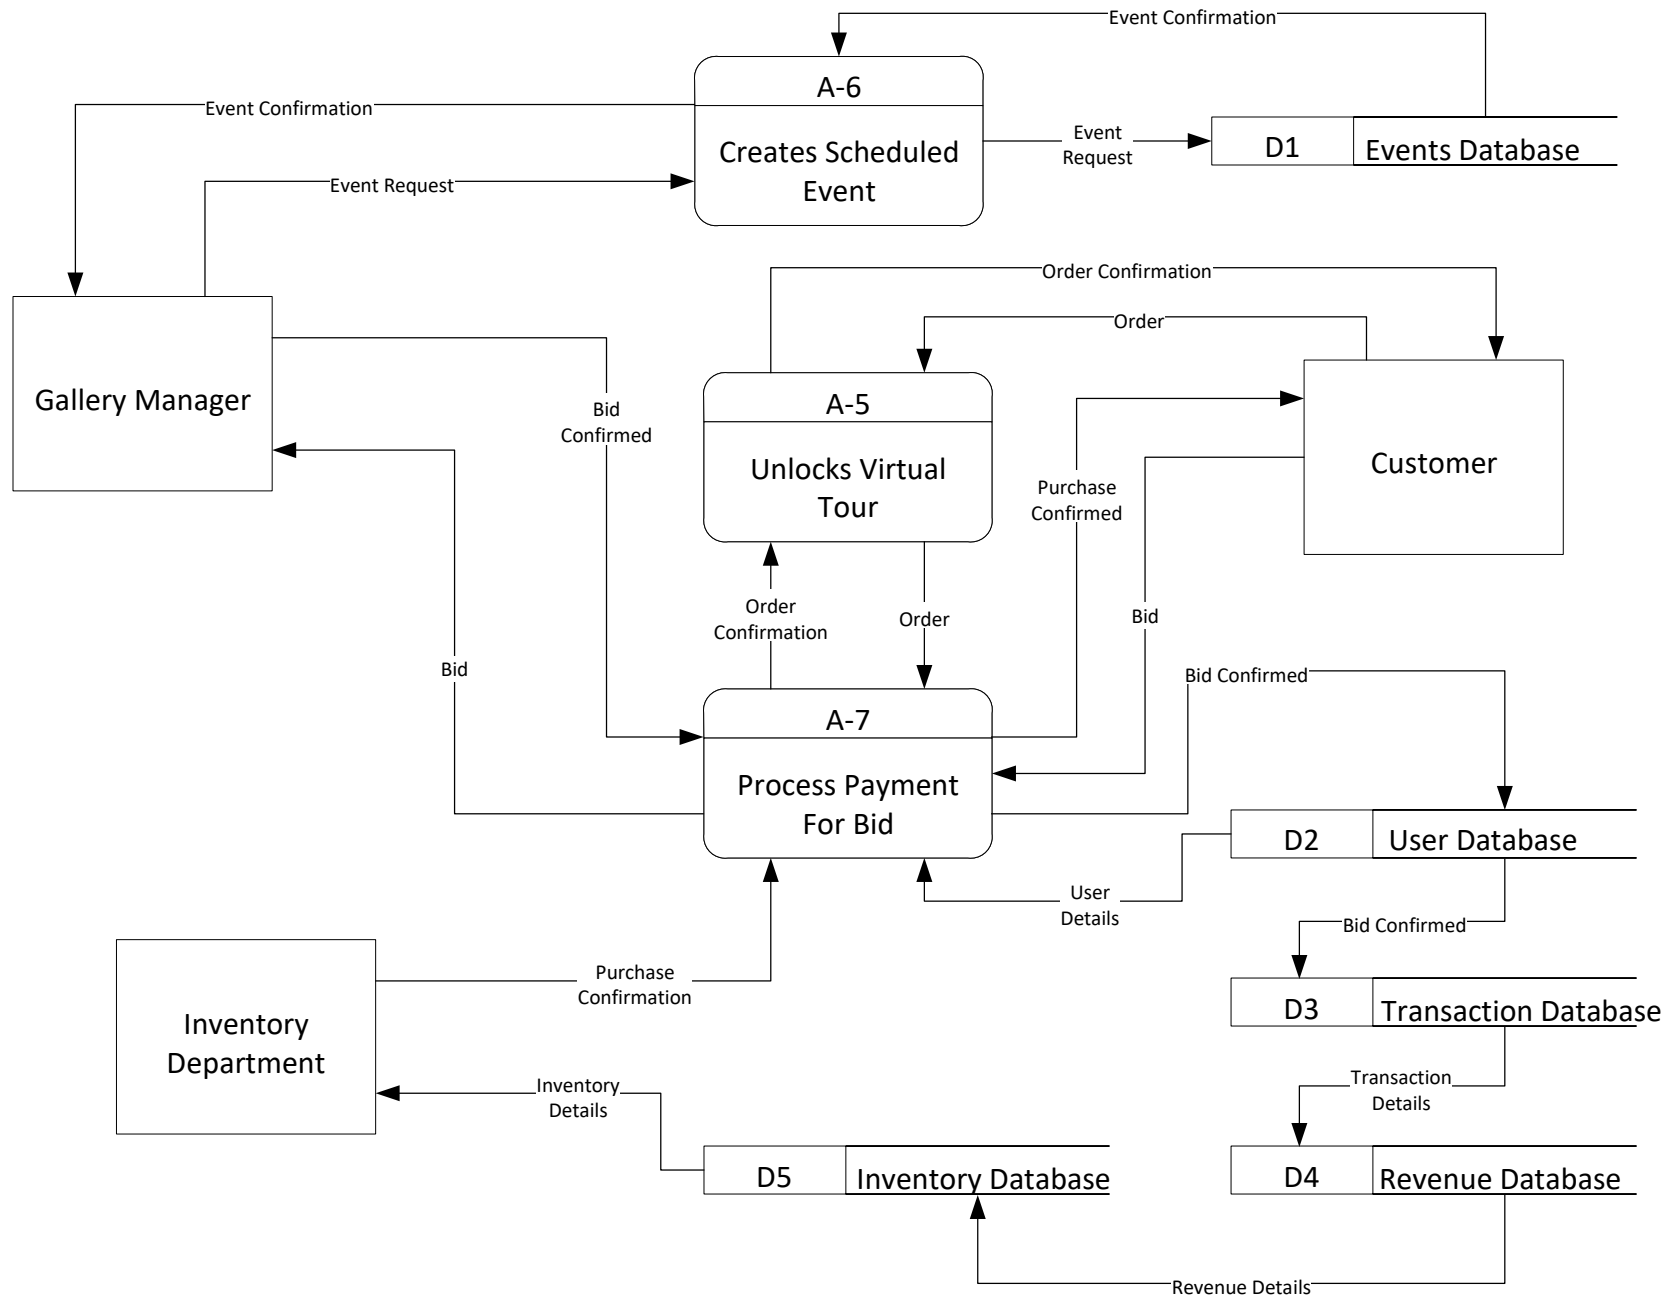 Event Confirmation
A-6
Event Confirmation
Creates Scheduled
Event
Event
Request
D1
Events Database
Event Request
Order Confirmation
Order
Gallery Manager
Bid
Confirmed
A-5
Unlocks Virtual
Tour
Purchase
Confirmed
Customer
Order
Confirmation
Order
Bid
Bid
Bid Confirmed
A-7
Process Payment
For Bid
D2
User Database
User
Details
Bid Confirmed
Purchase
Confirmation
D3
Transaction Database
Inventory
Department
Inventory
Details
Transaction
Details
D5
Inventory Database
D4
Revenue Database
Revenue Details